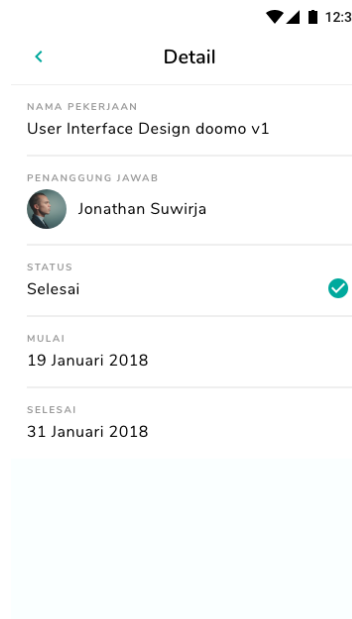 12:3
Detail
NAMA PEKERJAAN
User Interface Design doomo v1
PENANGGUNG JAWAB
Jonathan Suwirja
STATUS
Selesai
MULAI
19 Januari 2018
SELESAI
31 Januari 2018